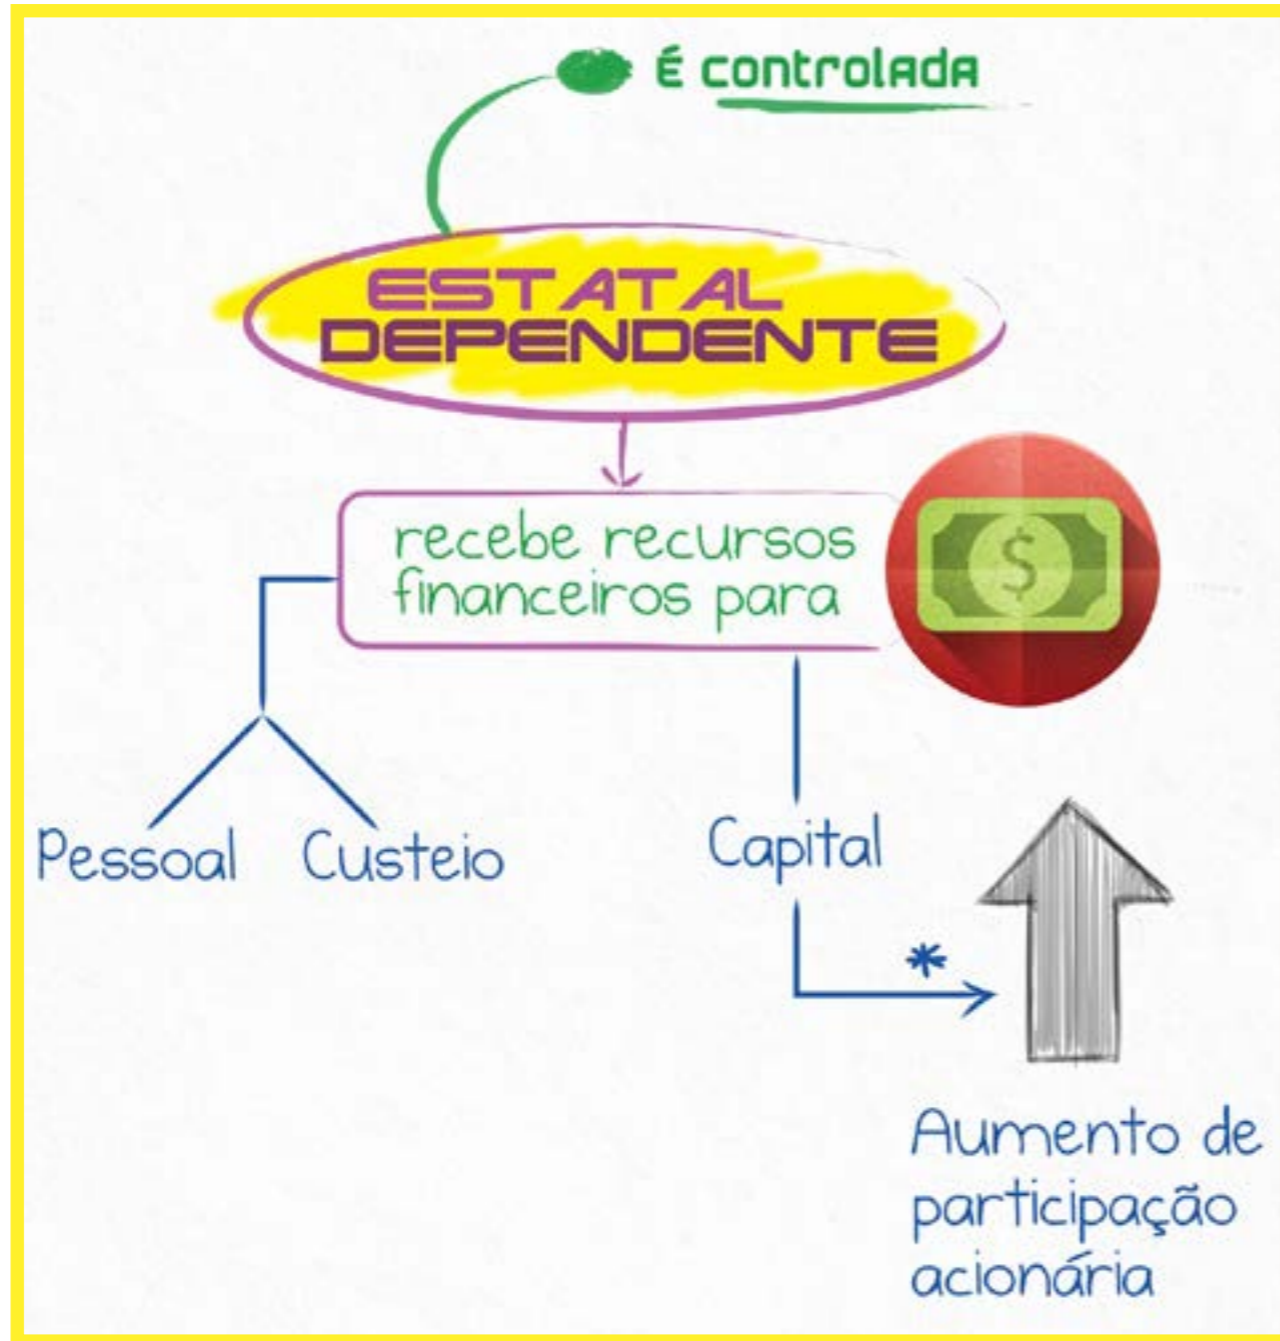 É controlada
ESTATAL
DEPENDENTE
recebe recursos
financeiros para
$
Pessoal
Custeio
Capital
*
Aumento de
participação
acionária